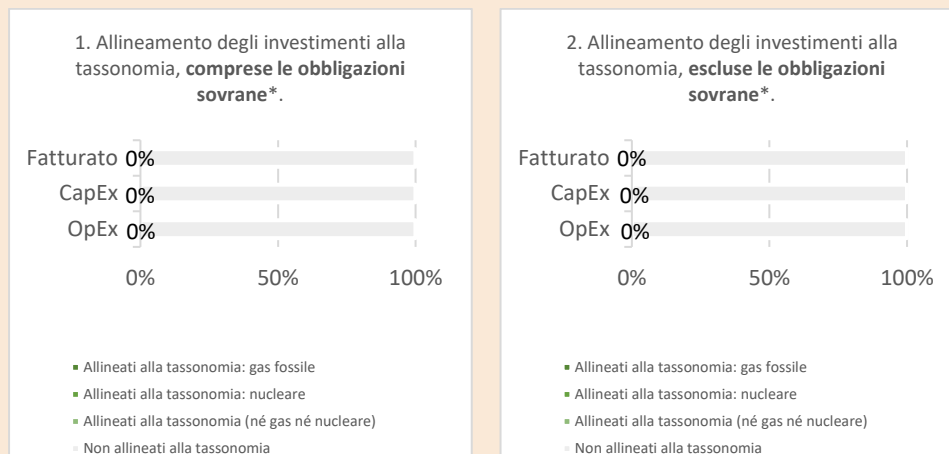 1. Allineamento degli investimenti alla
tassonomia, comprese le obbligazioni
sovrane*.
Fatturato 0%
CapEx 0%
OpEx 0%
0% 50% 100%
Allineati alla tassonomia: gas fossile
Allineati alla tassonomia: nucleare
Allineati alla tassonomia (né gas né nucleare)
Non allineati alla tassonomia
2. Allineamento degli investimenti alla
tassonomia, escluse le obbligazioni
sovrane*.
Fatturato 0%
CapEx 0%
OpEx 0%
0% 50% 100%
Allineati alla tassonomia: gas fossile
Allineati alla tassonomia: nucleare
Allineati alla tassonomia (né gas né nucleare)
Non allineati alla tassonomia